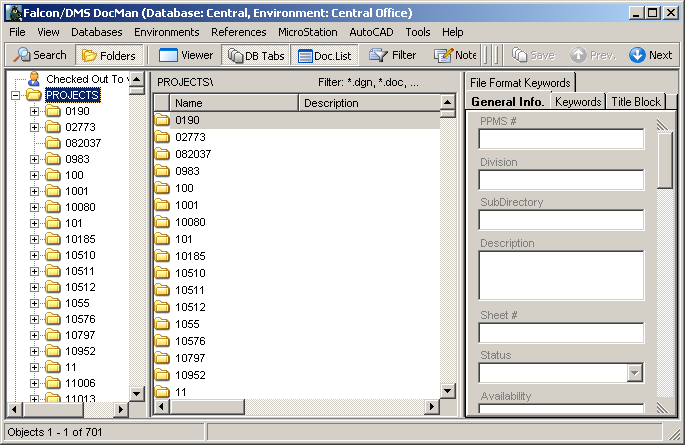 Falcon/DMS DocMan (Database: Central, Environment: Central Office)
File View Databases Environments References MicroStation AutoCAD Tools Help
Search Folders Viewer DB Tabs Doc.List Filter Note Save Prev. Next
Checked Out To
PROJECTS
0190
02773
082037
0983
100
1001
10080
101
10185
10510
10511
10512
1055
10576
10797
10952
11
11006
11013
PROJECTS\ Filter: *.dgn, *.doc, ...
Name Description
0190
02773
082037
0983
100
1001
10080
101
10185
10510
10511
10512
1055
10576
10797
10952
11
File Format Keywords
General Info. Keywords Title Block
PPMS #
Division
SubDirectory
Description
Sheet #
Status
Availability
Objects 1 - 1 of 701